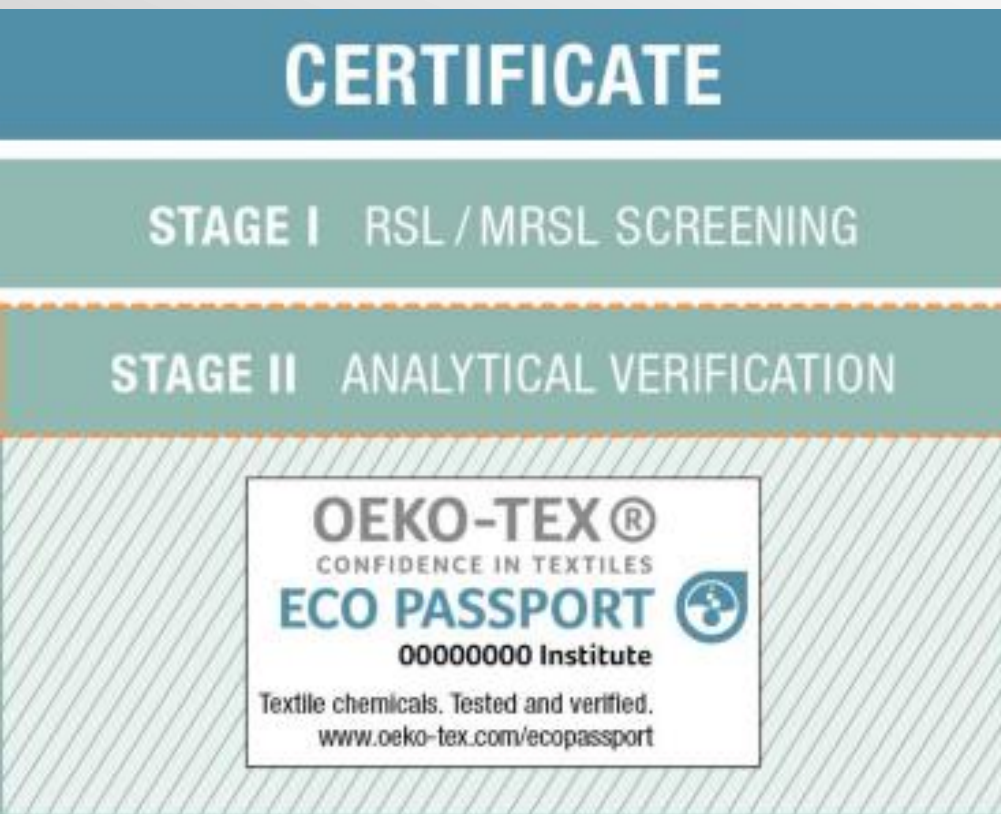 CERTIFICATE
STAGE I RSL / MRSL SCREENING
STAGE II ANALYTICAL VERIFICATION
OEKO-TEX®
CONFIDENCE IN TEXTILES
ECO PASSPORT
00000000 Institute
Textile chemicals. Tested and verified.
www.oeko-tex.com/ecopassport